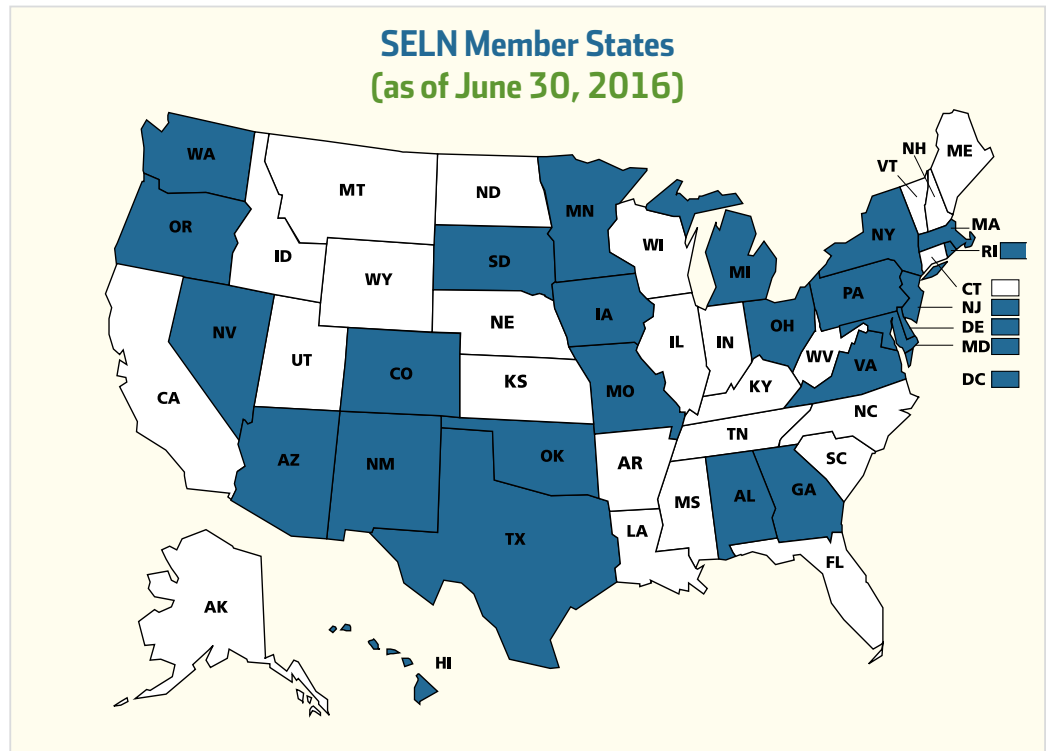 SELN Member States
(as of June 30, 2016)
WA
MT
ND
MN
VT
NH
ME
OR
ID
WY
SD
WI
MI
NY
MA
RI
CT
NJ
DE
MD
DC
NV
UT
CO
NE
IA
IL
IN
OH
PA
WV
VA
CA
KS
MO
KY
NC
TN
SC
AZ
NM
OK
AR
MS
AL
GA
TX
LA
FL
AK
HI